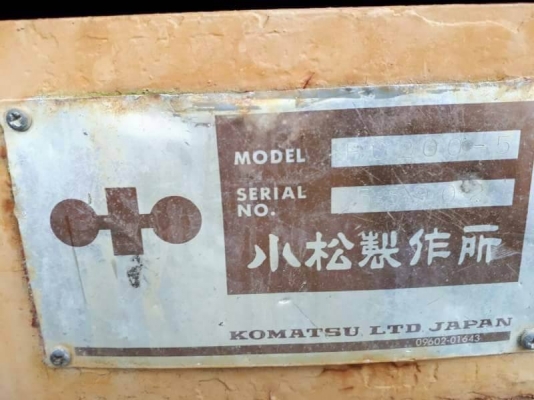 MODEL
SERIAL
NO.
小松製作所
KOMATSU LTD. JAPAN
09602-01643